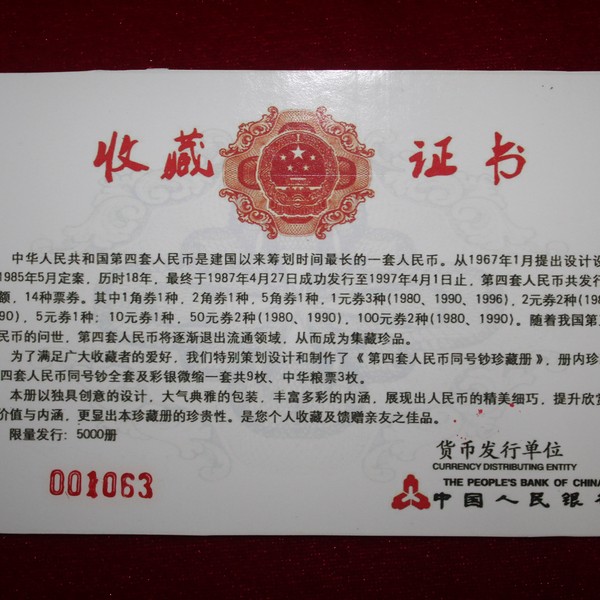 收藏 证书
中华人民共和国第四套人民币是建国以来筹划时间最长的一套人民币。从1967年1月提出设计设
1985年5月定案，历时18年，最终于1987年4月27日成功发行至1997年4月1日止，第四套人民币共发行
额，14种票券。其中1角券1种，2角券1种，5角券1种，1元券3种(1980、1990、1996)，2元券2种(198
90)，5元券1种；10元券1种，50元券2种(1980、1990)，100元券2种(1980、1990)。随着我国第五
民币的问世，第四套人民币将逐渐退出流通领域，从而成为集藏珍品。
为了满足广大收藏者的爱好，我们特别策划设计和制作了《第四套人民币同号钞珍藏册》，册内珍
四套人民币同号钞全套及彩银微缩一套共9枚、中华粮票3枚。
本册以独具创意的设计，大气典雅的包装，丰富多彩的内涵，展现出人民币的精美细巧，提升欣赏
价值与内涵，更显出本珍藏册的珍贵性。是您个人收藏及馈赠亲友之佳品。
限量发行：5000册
001063
货币发行单位
CURRENCY DISTRIBUTING ENTITY
THE PEOPLE'S BANK OF CHINA
中国人民银